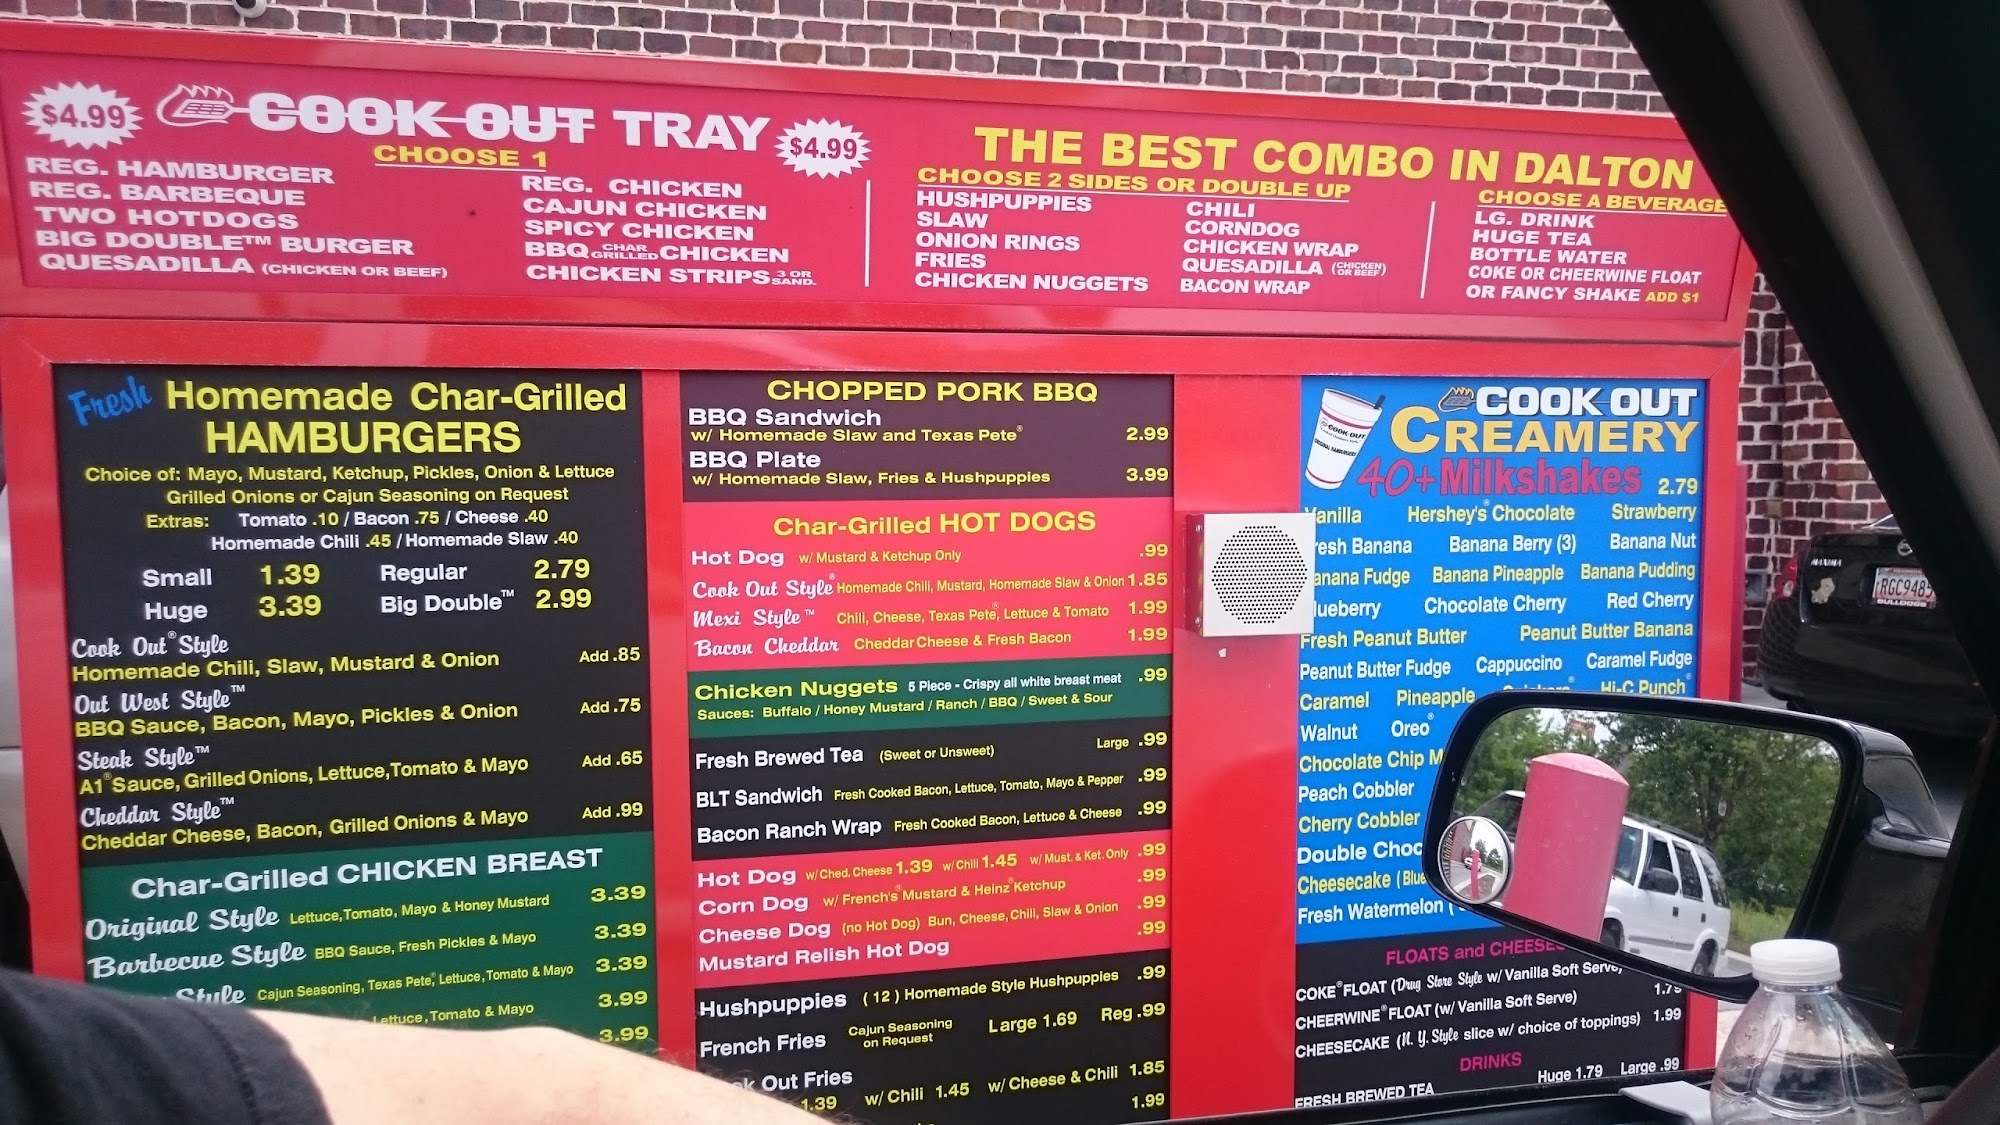 $4.99 COOK OUT TRAY $4.99
CHOOSE 1
REG. HAMBURGER
REG. BARBEQUE
TWO HOTDOGS
BIG DOUBLE™ BURGER
QUESADILLA (CHICKEN OR BEEF)
REG. CHICKEN
CAJUN CHICKEN
SPICY CHICKEN
BBQ CHAR GRILLED CHICKEN
CHICKEN STRIPS 3 OR SAND.
THE BEST COMBO IN DALTON
CHOOSE 2 SIDES OR DOUBLE UP
HUSHPUPPIES
SLAW
ONION RINGS
FRIES
CHICKEN NUGGETS
CHILI
CORNDOG
CHICKEN WRAP
QUESADILLA (CHICKEN OR BEEF)
BACON WRAP
CHOOSE A BEVERAGE
LG. DRINK
HUGE TEA
BOTTLE WATER
COKE OR CHEERWINE FLOAT
OR FANCY SHAKE ADD $1
Fresh Homemade Char-Grilled
HAMBURGERS
Choice of: Mayo, Mustard, Ketchup, Pickles, Onion & Lettuce
Grilled Onions or Cajun Seasoning on Request
Extras: Tomato .10 / Bacon .75 / Cheese .40
Homemade Chili .45 / Homemade Slaw .40
Small 1.39 Regular 2.79
Huge 3.39 Big Double™ 2.99
Cook Out® Style
Homemade Chili, Slaw, Mustard & Onion Add .85
Out West Style™
BBQ Sauce, Bacon, Mayo, Pickles & Onion Add .75
Steak Style™
A1® Sauce, Grilled Onions, Lettuce, Tomato & Mayo Add .65
Cheddar Style™
Cheddar Cheese, Bacon, Grilled Onions & Mayo Add .99
Char-Grilled CHICKEN BREAST
Original Style Lettuce, Tomato, Mayo & Honey Mustard 3.39
Barbecue Style BBQ Sauce, Fresh Pickles & Mayo 3.39
Style Cajun Seasoning, Texas Pete®, Lettuce, Tomato & Mayo 3.39
Lettuce, Tomato & Mayo 3.99
3.99
CHOPPED PORK BBQ
BBQ Sandwich
w/ Homemade Slaw and Texas Pete® 2.99
BBQ Plate
w/ Homemade Slaw, Fries & Hushpuppies 3.99
Char-Grilled HOT DOGS
Hot Dog w/ Mustard & Ketchup Only .99
Cook Out Style® Homemade Chili, Mustard, Homemade Slaw & Onion 1.85
Mexi Style™ Chili, Cheese, Texas Pete®, Lettuce & Tomato 1.99
Bacon Cheddar Cheddar Cheese & Fresh Bacon 1.99
Chicken Nuggets 5 Piece - Crispy all white breast meat .99
Sauces: Buffalo / Honey Mustard / Ranch / BBQ / Sweet & Sour
Fresh Brewed Tea (Sweet or Unsweet) Large .99
BLT Sandwich Fresh Cooked Bacon, Lettuce, Tomato, Mayo & Pepper .99
Bacon Ranch Wrap Fresh Cooked Bacon, Lettuce & Cheese .99
Hot Dog w/ Ched. Cheese 1.39 w/ Chili 1.45 w/ Must. & Ket. Only .99
Corn Dog w/ French's® Mustard & Heinz® Ketchup .99
Cheese Dog (no Hot Dog) Bun, Cheese, Chili, Slaw & Onion .99
Mustard Relish Hot Dog .99
Hushpuppies ( 12 ) Homemade Style Hushpuppies .99
French Fries Cajun Seasoning on Request Large 1.69 Reg .99
Out Fries
1.39 w/ Chili 1.45 w/ Cheese & Chili 1.85
1.99
COOK OUT
CREAMERY
COOK-OUT
40+Milkshakes 2.79
Vanilla Hershey's® Chocolate Strawberry
Fresh Banana Banana Berry (3) Banana Nut
Banana Fudge Banana Pineapple Banana Pudding
Blueberry Chocolate Cherry Red Cherry
Fresh Peanut Butter Peanut Butter Banana
Peanut Butter Fudge Cappuccino Caramel Fudge
Caramel Pineapple Snickers® Hi-C Punch®
Walnut Oreo®
Chocolate Chip M
Peach Cobbler
Cherry Cobbler
Double Choc
Cheesecake ( Blue
Fresh Watermelon (
FLOATS and CHEESEC
COKE® FLOAT (Drug Store Style w/ Vanilla Soft Serve,
CHEERWINE® FLOAT (w/ Vanilla Soft Serve) 1.79
CHEESECAKE (N. Y. Style slice w/ choice of toppings) 1.99
DRINKS
FRESH BREWED TEA Huge 1.79 Large .99
RGC9485
BULLDOGS